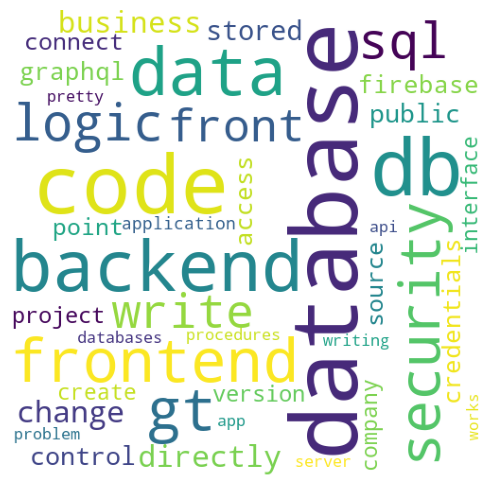 business
stored
connect
sql
data
graphql
firebase
pretty
public
logic
front
database
db
code
access
interface
point
application
api
backend
security
source
credentials
project
write
databases
procedures
writing
frontend
create
version
change
gt
company
works
problem
app
control
directly
server